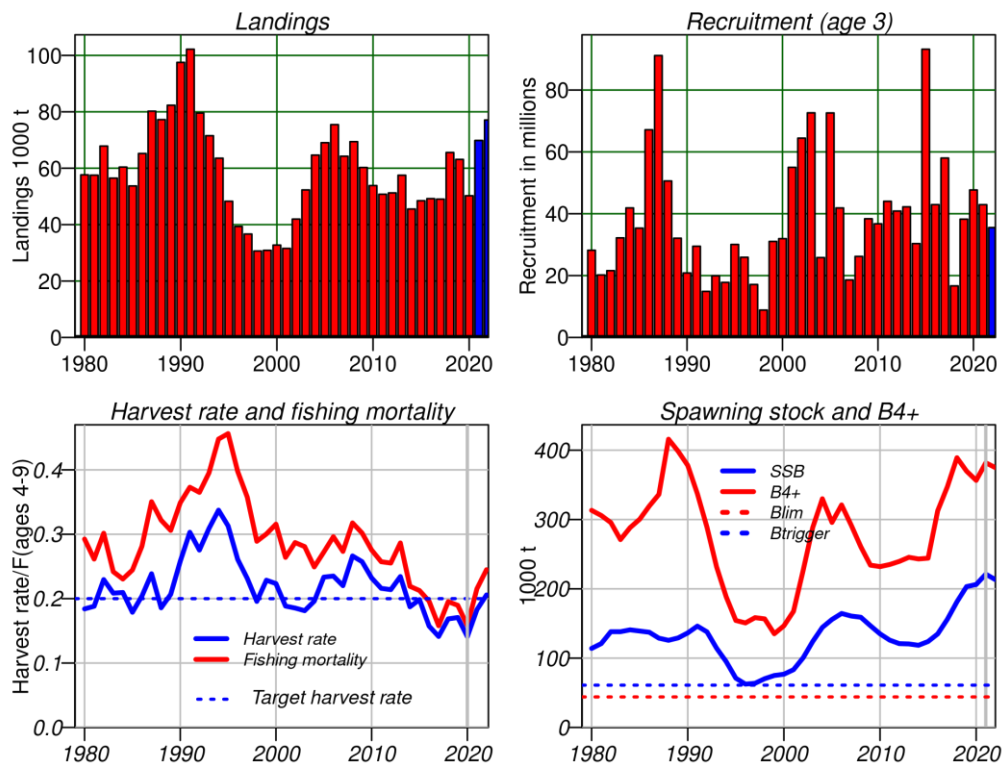 Landings
Landings 1000 t
100
80
60
40
20
0
1980 1990 2000 2010 2020
Recruitment (age 3)
Recruitment in millions
80
60
40
20
0
1980 1990 2000 2010 2020
Harvest rate and fishing mortality
Harvest rate/F(ages 4-9)
0.4
0.3
0.2
0.1
0.0
Harvest rate
Fishing mortality
Target harvest rate
1980 1990 2000 2010 2020
Spawning stock and B4+
1000 t
400
300
200
100
0
SSB
B4+
Blim
Btrigger
1980 1990 2000 2010 2020